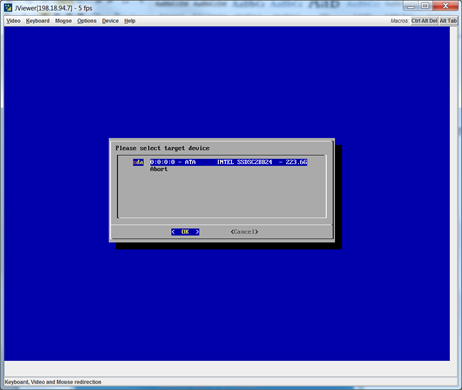 JViewer[198.18.94.7] - 5 fps
Video Keyboard Mouse Options Device Help Macros Ctrl Alt Del Alt Tab
Please select target device
sda 0:0:0:0 - ATA INTEL SSDSC2BB24 - 223.6G
Abort
< OK > <Cancel>
Keyboard, Video and Mouse redirection